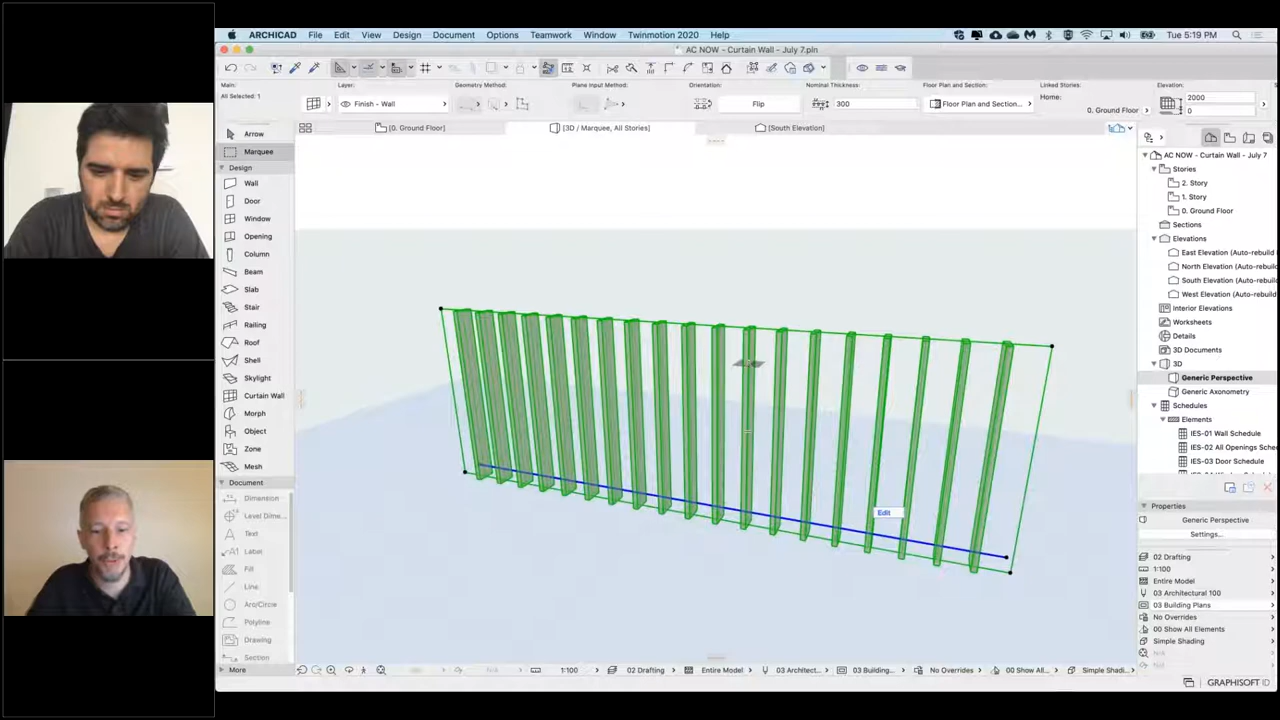 ARCHICAD File Edit View Design Document Options Teamwork Window Twinmotion 2020 Help
Tue 5:19 PM
AC NOW - Curtain Wall - July 7.pln
Main:
All Selected: 1
Layer:
Finish - Wall
Geometry Method:
Plane Input Method:
Orientation:
Flip
Nominal Thickness:
300
Floor Plan and Section:
Floor Plan and Section...
Linked Stories:
Home:
0. Ground Floor
Elevation:
2000
0
[0. Ground Floor]
[3D / Marquee, All Stories]
[South Elevation]
Arrow
Marquee
Design
Wall
Door
Window
Opening
Column
Beam
Slab
Stair
Railing
Roof
Shell
Skylight
Curtain Wall
Morph
Object
Zone
Mesh
Document
Dimension
Level Dime...
Text
Label
Fill
Line
Arc/Circle
Polyline
Drawing
Section
More
Edit
AC NOW - Curtain Wall - July 7
Stories
2. Story
1. Story
0. Ground Floor
Sections
Elevations
East Elevation (Auto-rebuild
North Elevation (Auto-rebu
South Elevation (Auto-rebu
West Elevation (Auto-rebui
Interior Elevations
Worksheets
Details
3D Documents
3D
Generic Perspective
Generic Axonometry
Schedules
Elements
IES-01 Wall Schedule
IES-02 All Openings Sche
IES-03 Door Schedule
Properties
Generic Perspective
Settings...
02 Drafting
1:100
Entire Model
03 Architectural 100
03 Building Plans
No Overrides
00 Show All Elements
Simple Shading
N/A
N/A
1:100
02 Drafting
Entire Model
03 Architect...
03 Building...
No Overrides
00 Show All...
Simple Shadi...
GRAPHISOFT ID